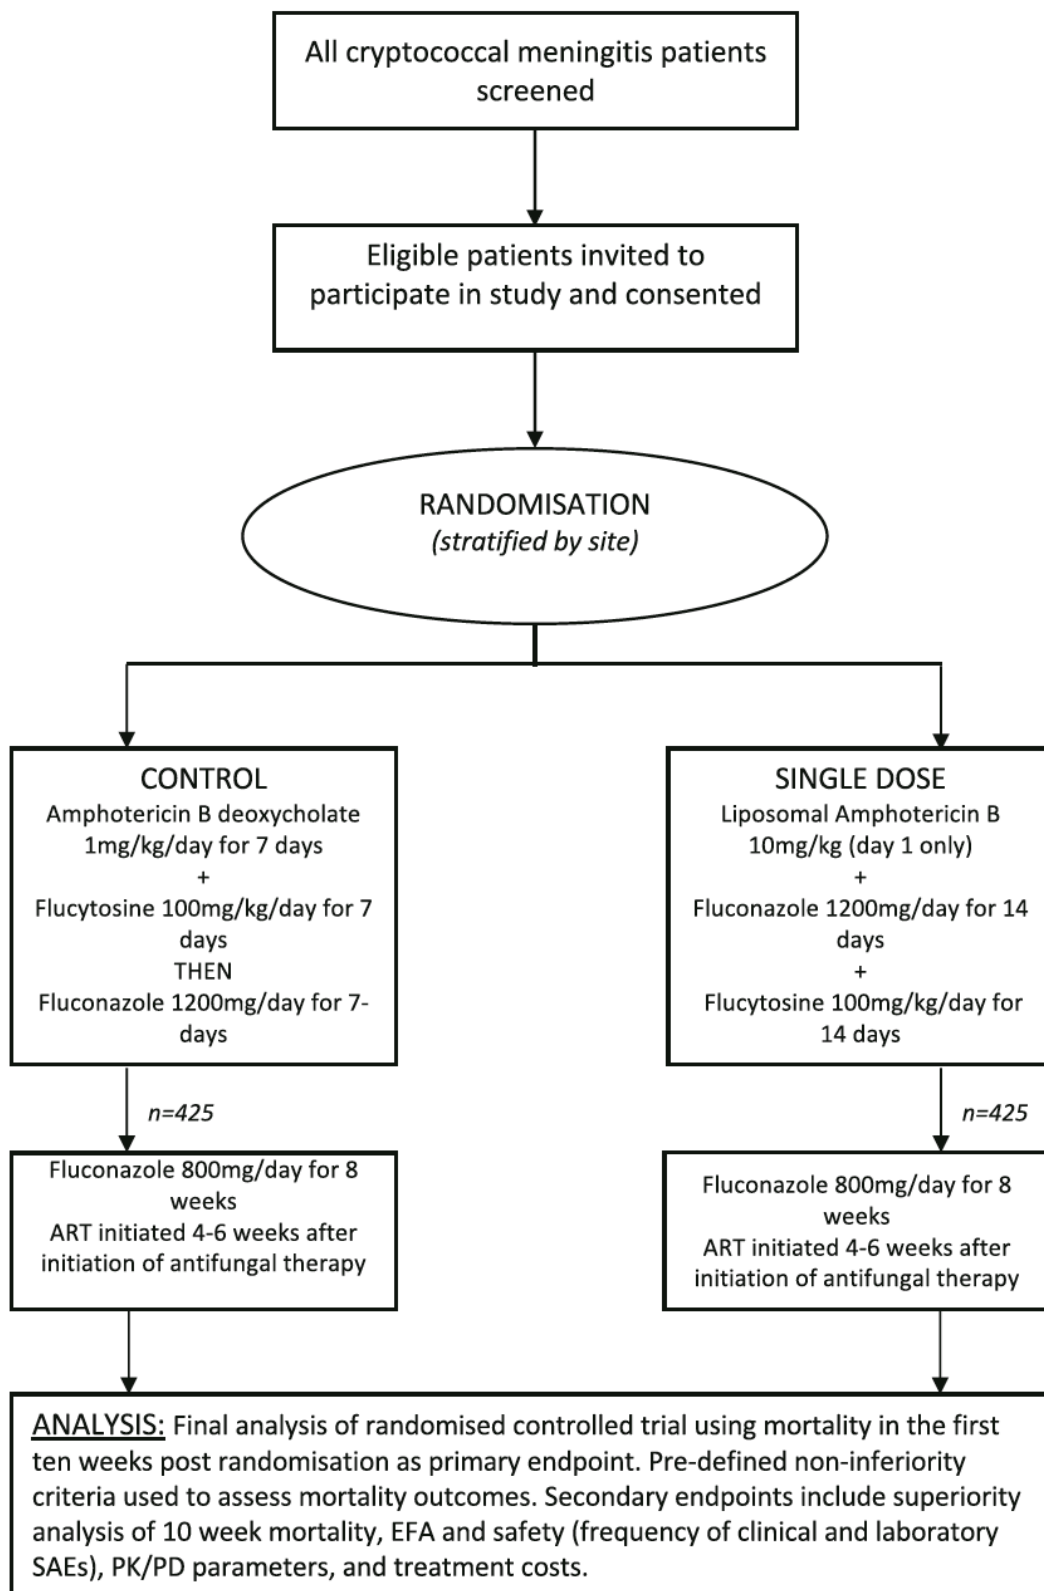 All cryptococcal meningitis patients
screened
Eligible patients invited to
participate in study and consented
RANDOMISATION
(stratified by site)
CONTROL
Amphotericin B deoxycholate
1mg/kg/day for 7 days
+
Flucytosine 100mg/kg/day for 7
days
THEN
Fluconazole 1200mg/day for 7-
days
SINGLE DOSE
Liposomal Amphotericin B
10mg/kg (day 1 only)
+
Fluconazole 1200mg/day for 14
days
+
Flucytosine 100mg/kg/day for
14 days
n=425
n=425
Fluconazole 800mg/day for 8
weeks
ART initiated 4-6 weeks after
initiation of antifungal therapy
Fluconazole 800mg/day for 8
weeks
ART initiated 4-6 weeks after
initiation of antifungal therapy
ANALYSIS: Final analysis of randomised controlled trial using mortality in the first
ten weeks post randomisation as primary endpoint. Pre-defined non-inferiority
criteria used to assess mortality outcomes. Secondary endpoints include superiority
analysis of 10 week mortality, EFA and safety (frequency of clinical and laboratory
SAEs), PK/PD parameters, and treatment costs.